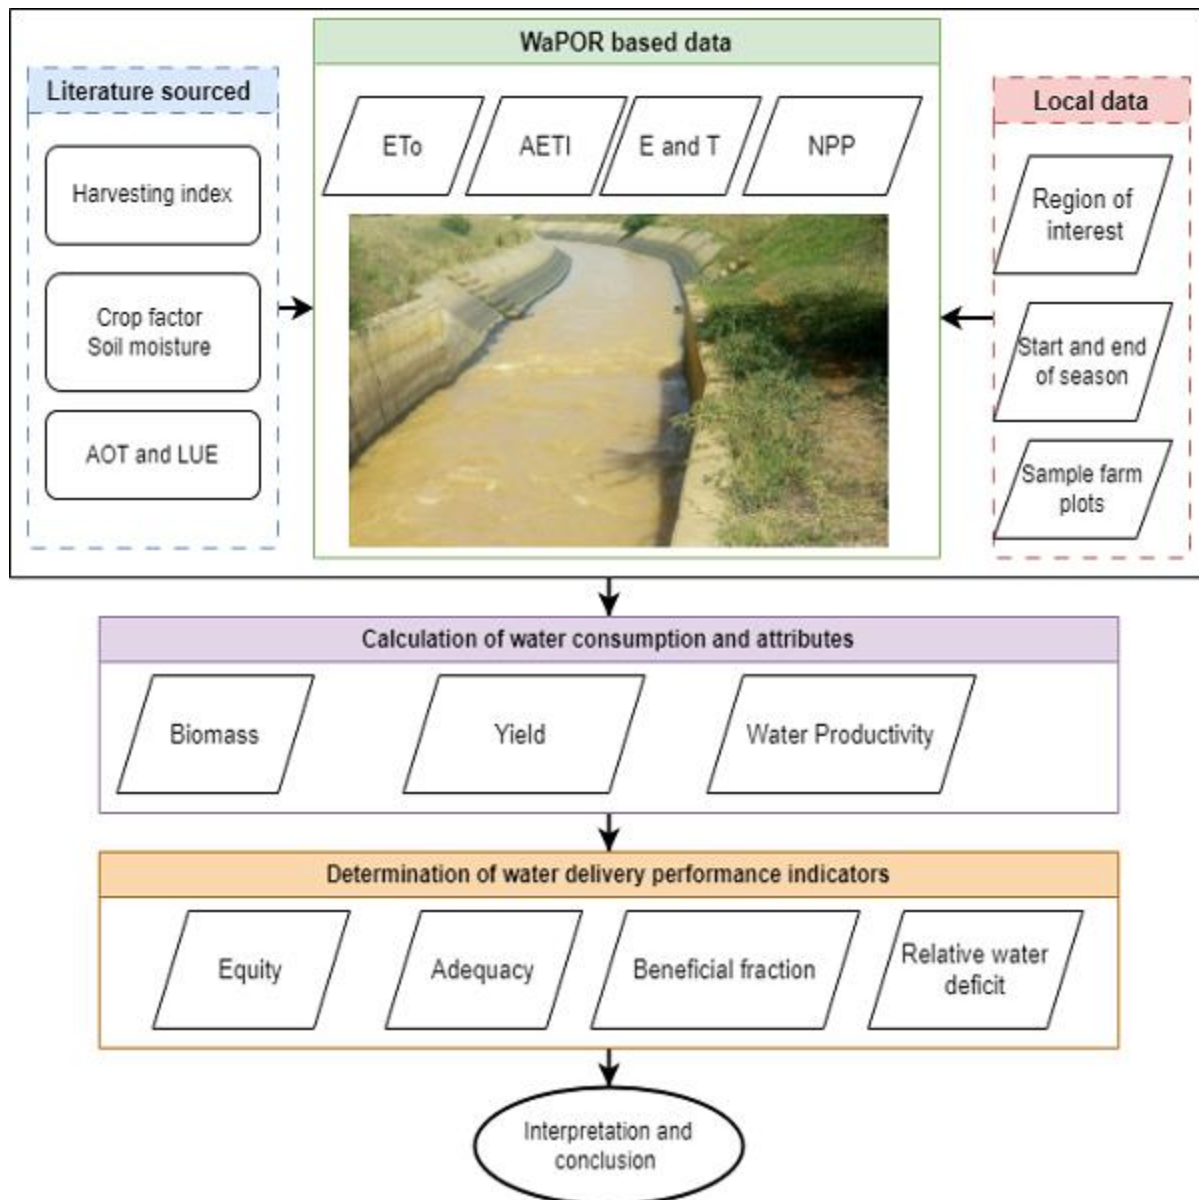 WaPOR based data
Literature sourced
Local data
ETo
AETI
E and T
NPP
Harvesting index
Crop factor
Soil moisture
AOT and LUE
Region of
interest
Start and end
of season
Sample farm
plots
Calculation of water consumption and attributes
Biomass
Yield
Water Productivity
Determination of water delivery performance indicators
Equity
Adequacy
Beneficial fraction
Relative water
deficit
Interpretation and
conclusion